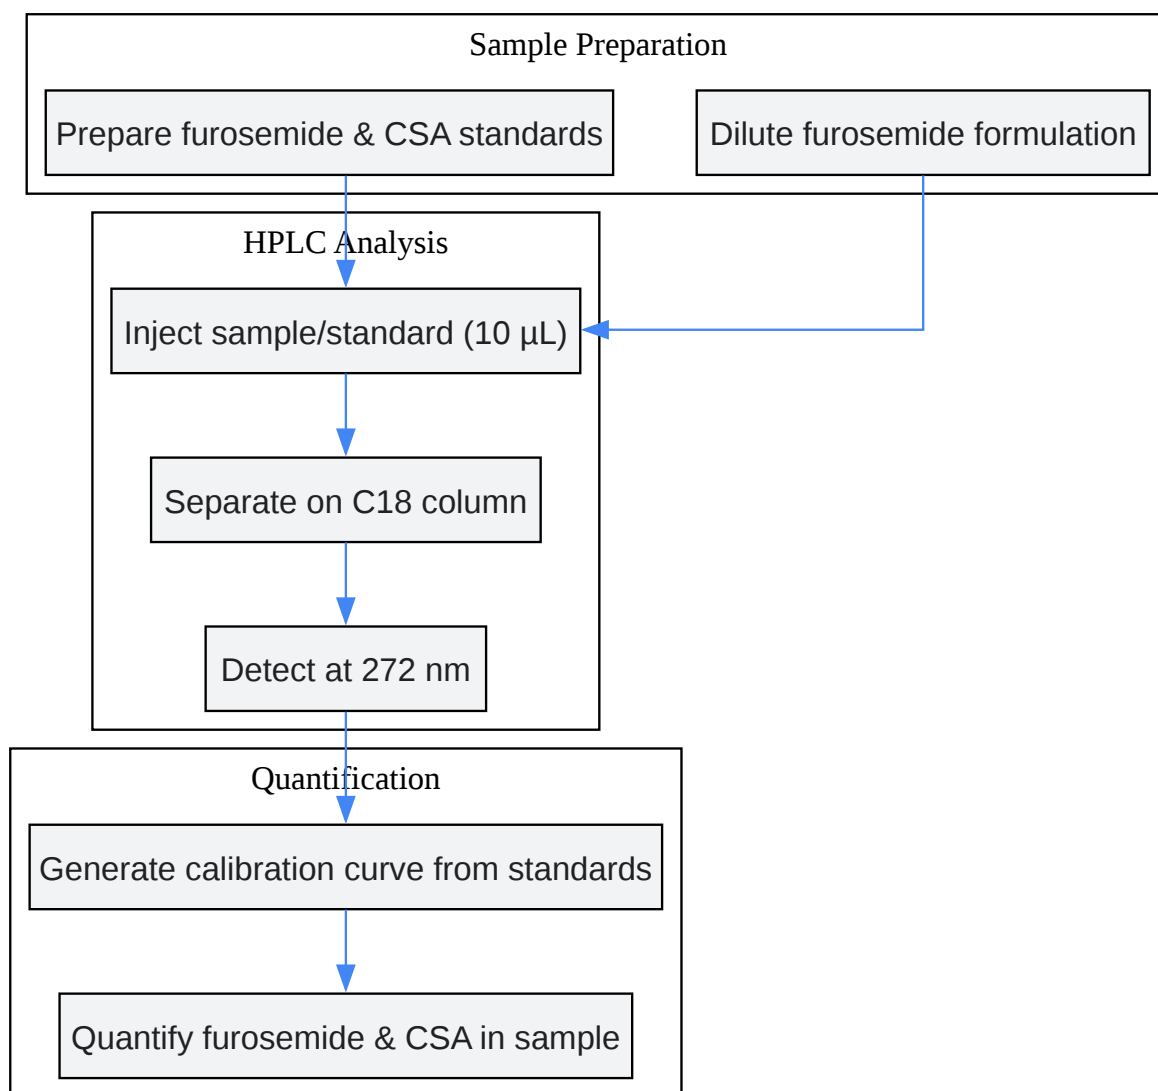 Sample Preparation
Prepare furosemide & CSA standards
Dilute furosemide formulation
HPLC Analysis
Inject sample/standard (10 µL)
Separate on C18 column
Detect at 272 nm
Quantification
Generate calibration curve from standards
Quantify furosemide & CSA in sample